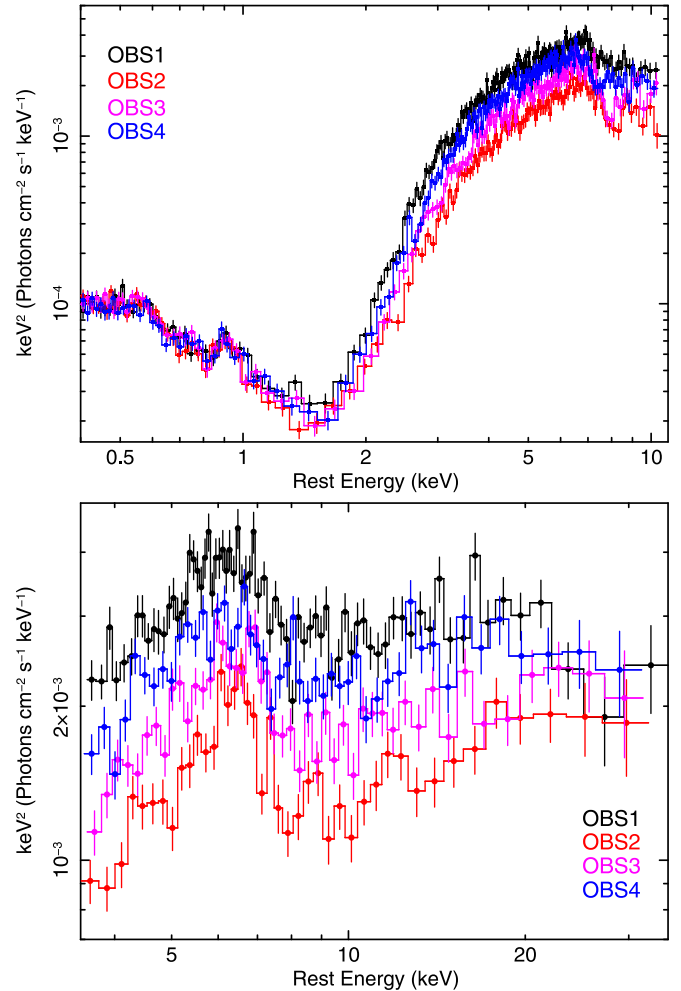 OBS1
OBS2
OBS3
OBS4
keV² (Photons cm⁻² s⁻¹ keV⁻¹)
10⁻³
10⁻⁴
0.5 1 2 5 10
Rest Energy (keV)
keV² (Photons cm⁻² s⁻¹ keV⁻¹)
2×10⁻³
10⁻³
OBS1
OBS2
OBS3
OBS4
5 10 20
Rest Energy (keV)